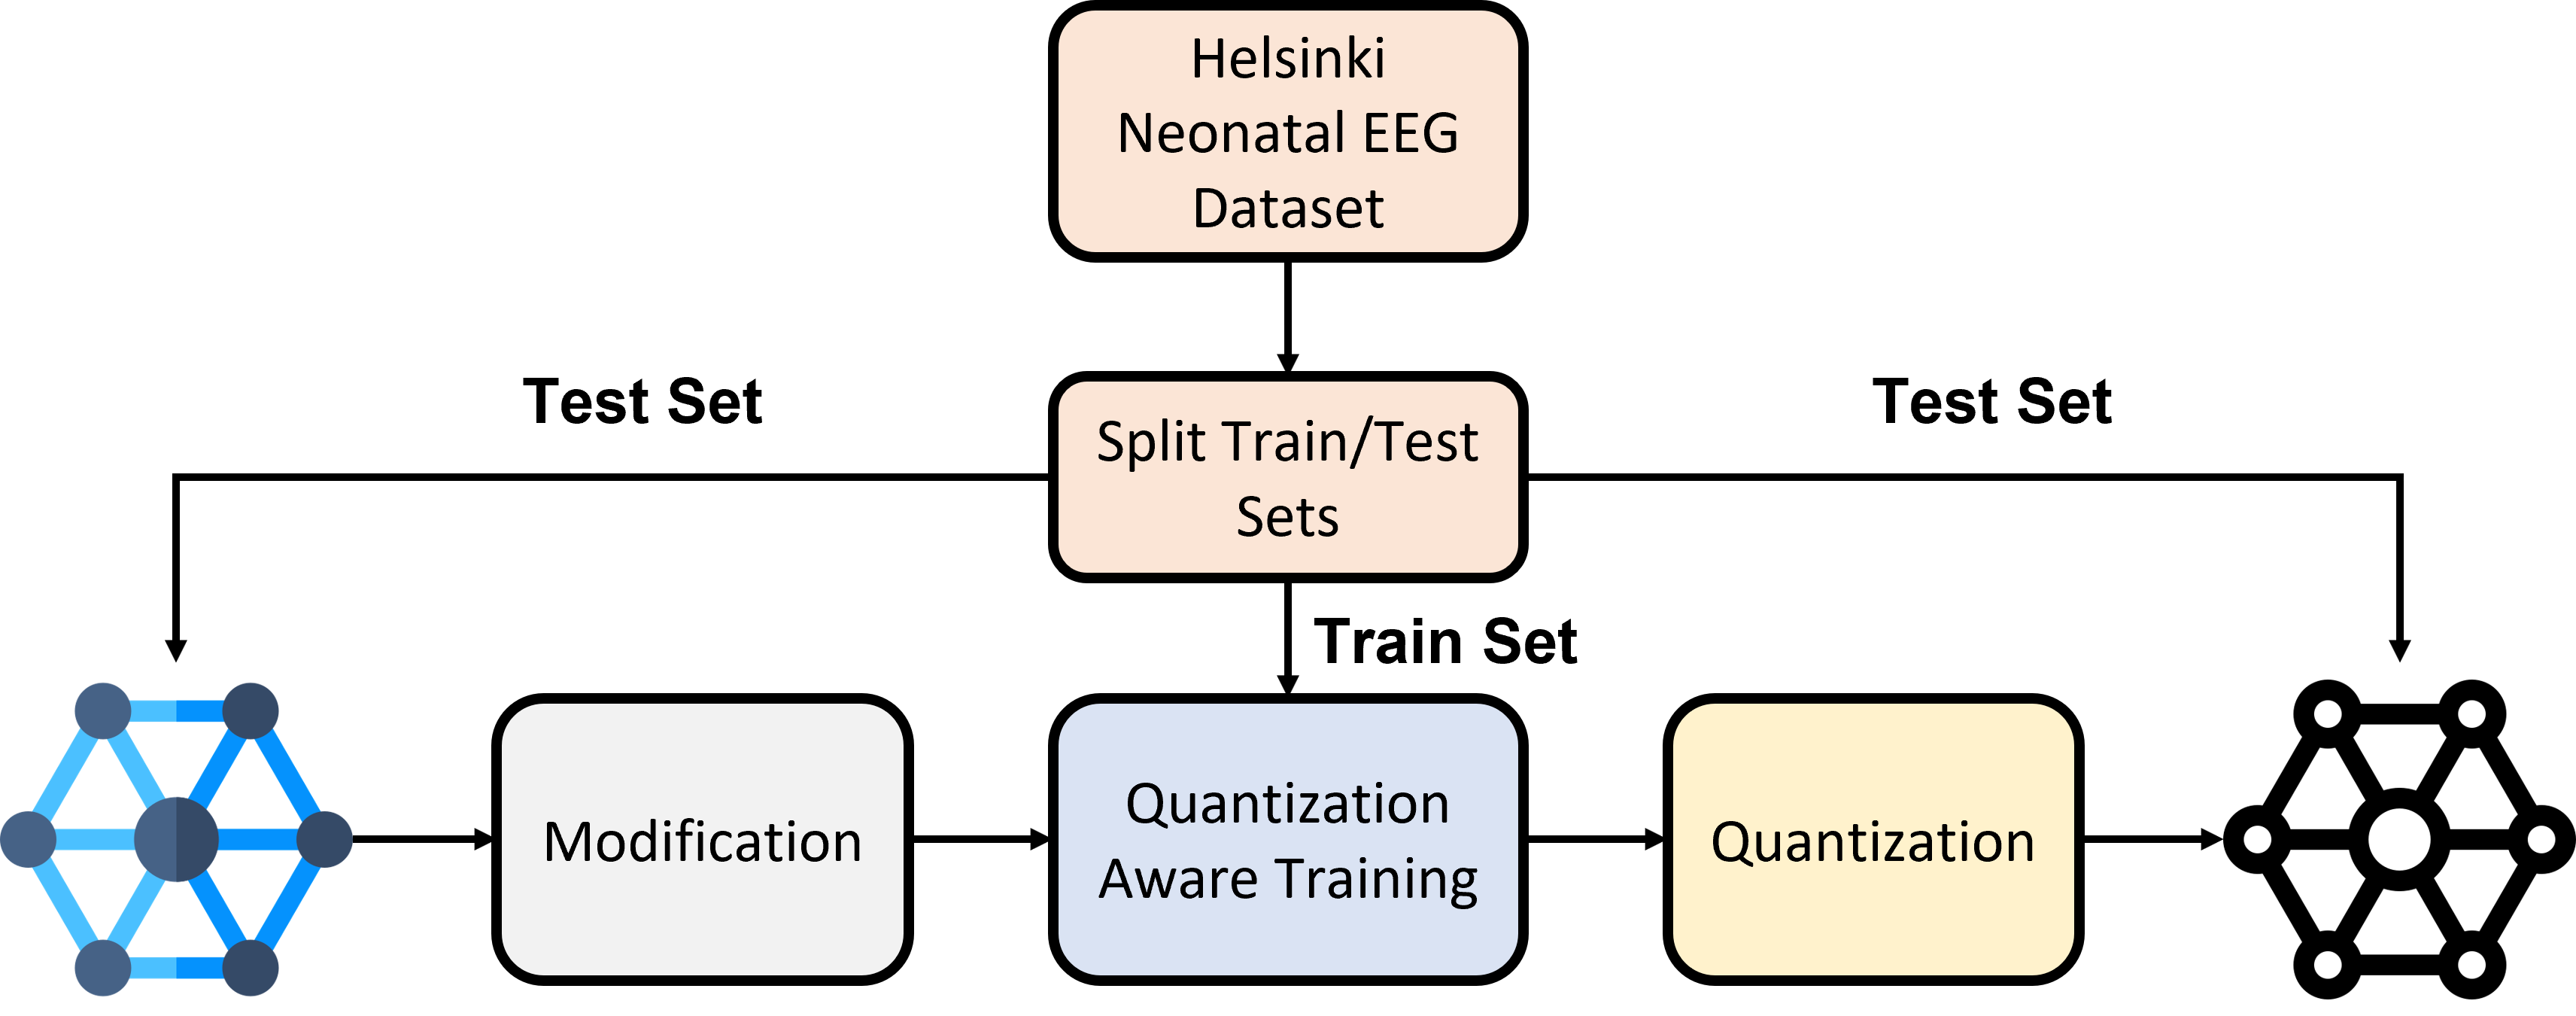 Helsinki
Neonatal EEG
Dataset
Test Set
Split Train/Test
Sets
Test Set
Train Set
Modification
Quantization
Aware Training
Quantization